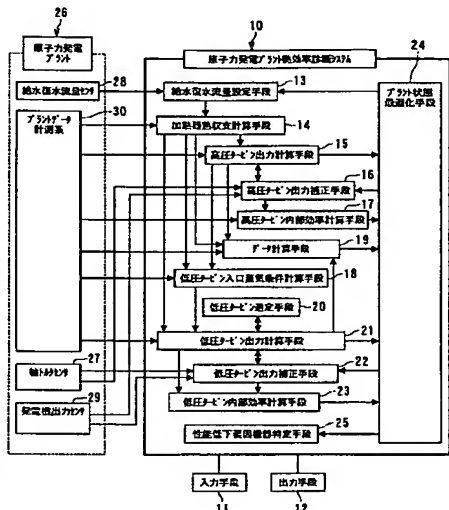 26
原子力発電
プラント
10
原子力発電プラント熱効率診断システム
24
給水復水流量センサ
28
給水復水流量設定手段
13
プラント状態
最適化手段
プラントデータ
計測系
30
加熱器熱収支計算手段
14
高圧タービン出力計算手段
15
高圧タービン出力補正手段
16
高圧タービン内部効率計算手段
17
データ計算手段
19
低圧タービン入口蒸気条件計算手段
18
低圧タービン選定手段
20
低圧タービン出力計算手段
21
軸トルクセンサ
27
低圧タービン出力補正手段
22
発電機出力センサ
29
低圧タービン内部効率計算手段
23
性能低下要因機器特定手段
25
入力手段
11
出力手段
12